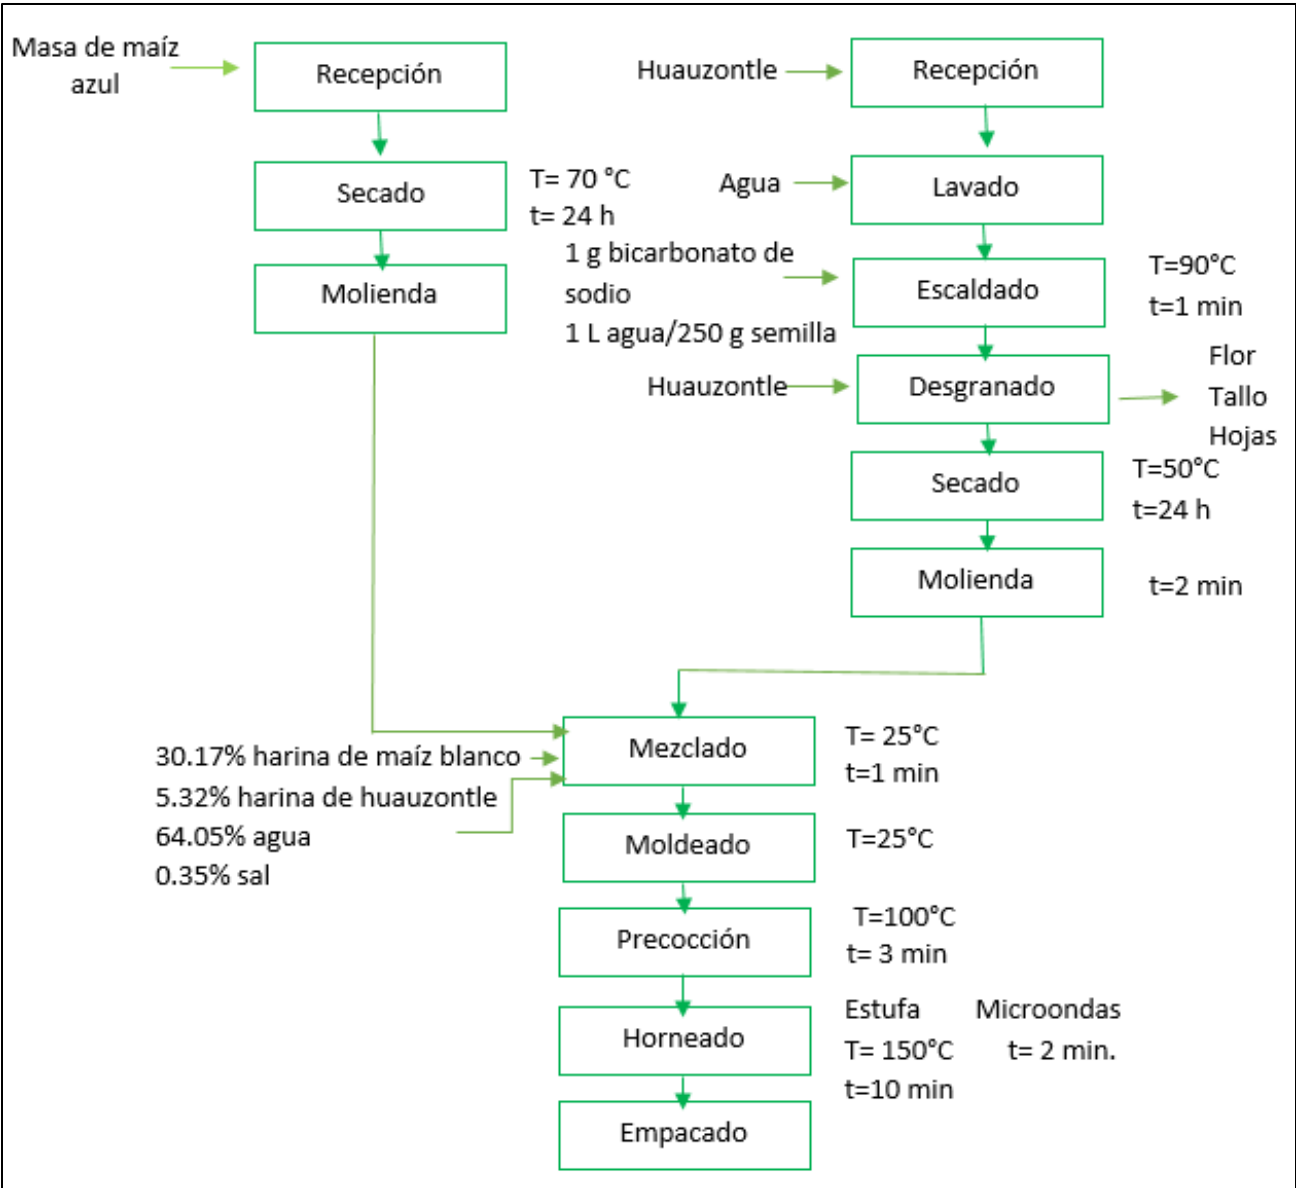 Masa de maíz
azul
Recepción
Secado
T= 70 °C
t= 24 h
Molienda
Huauzontle
Recepción
Agua
Lavado
1 g bicarbonato de
sodio
1 L agua/250 g semilla
Escaldado
T=90°C
t=1 min
Huauzontle
Desgranado
Flor
Tallo
Hojas
Secado
T=50°C
t=24 h
Molienda
t=2 min
30.17% harina de maíz blanco
5.32% harina de huauzontle
64.05% agua
0.35% sal
Mezclado
T= 25°C
t=1 min
Moldeado
T=25°C
Precocción
T=100°C
t= 3 min
Horneado
Estufa Microondas
T= 150°C t= 2 min.
t=10 min
Empacado